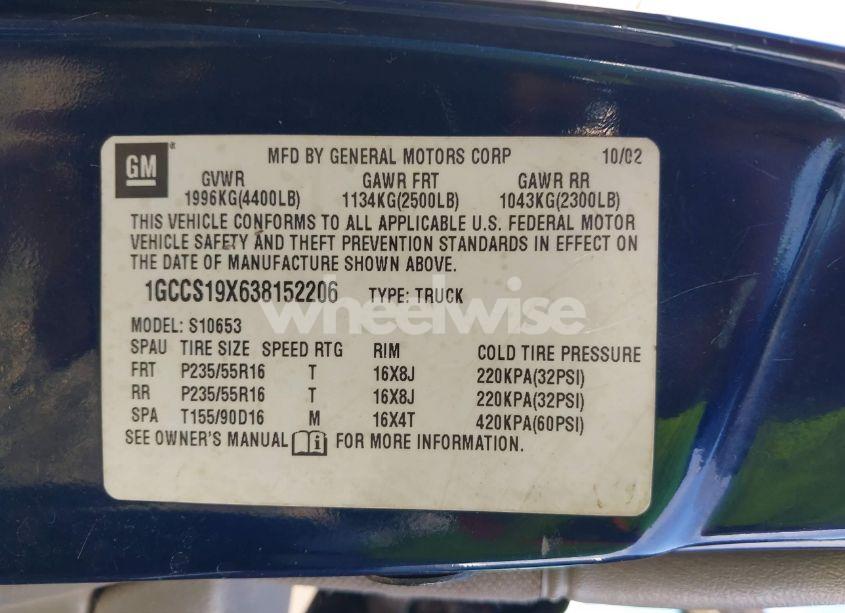 GM
MFD BY GENERAL MOTORS CORP 10/02
GVWR GAWR FRT GAWR RR
1996KG(4400LB) 1134KG(2500LB) 1043KG(2300LB)
THIS VEHICLE CONFORMS TO ALL APPLICABLE U.S. FEDERAL MOTOR
VEHICLE SAFETY AND THEFT PREVENTION STANDARDS IN EFFECT ON
THE DATE OF MANUFACTURE SHOWN ABOVE.
1GCCS19X638152206 TYPE: TRUCK
wheelwise
MODEL: S10653
SPAU TIRE SIZE SPEED RTG RIM COLD TIRE PRESSURE
FRT P235/55R16 T 16X8J 220KPA(32PSI)
RR P235/55R16 T 16X8J 220KPA(32PSI)
SPA T155/90D16 M 16X4T 420KPA(60PSI)
SEE OWNER'S MANUAL FOR MORE INFORMATION.